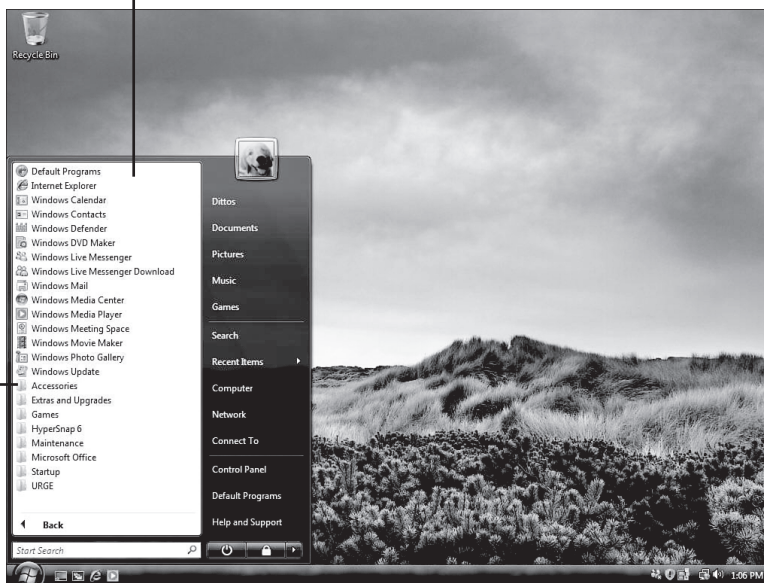 Recycle Bin
Default Programs
Internet Explorer
Windows Calendar
Windows Contacts
Windows Defender
Windows DVD Maker
Windows Live Messenger
Windows Live Messenger Download
Windows Mail
Windows Media Center
Windows Media Player
Windows Meeting Space
Windows Movie Maker
Windows Photo Gallery
Windows Update
Accessories
Extras and Upgrades
Games
HyperSnap 6
Maintenance
Microsoft Office
Startup
URGE
Back
Start Search
Dittos
Documents
Pictures
Music
Games
Search
Recent Items
Computer
Network
Connect To
Control Panel
Default Programs
Help and Support
1:06 PM